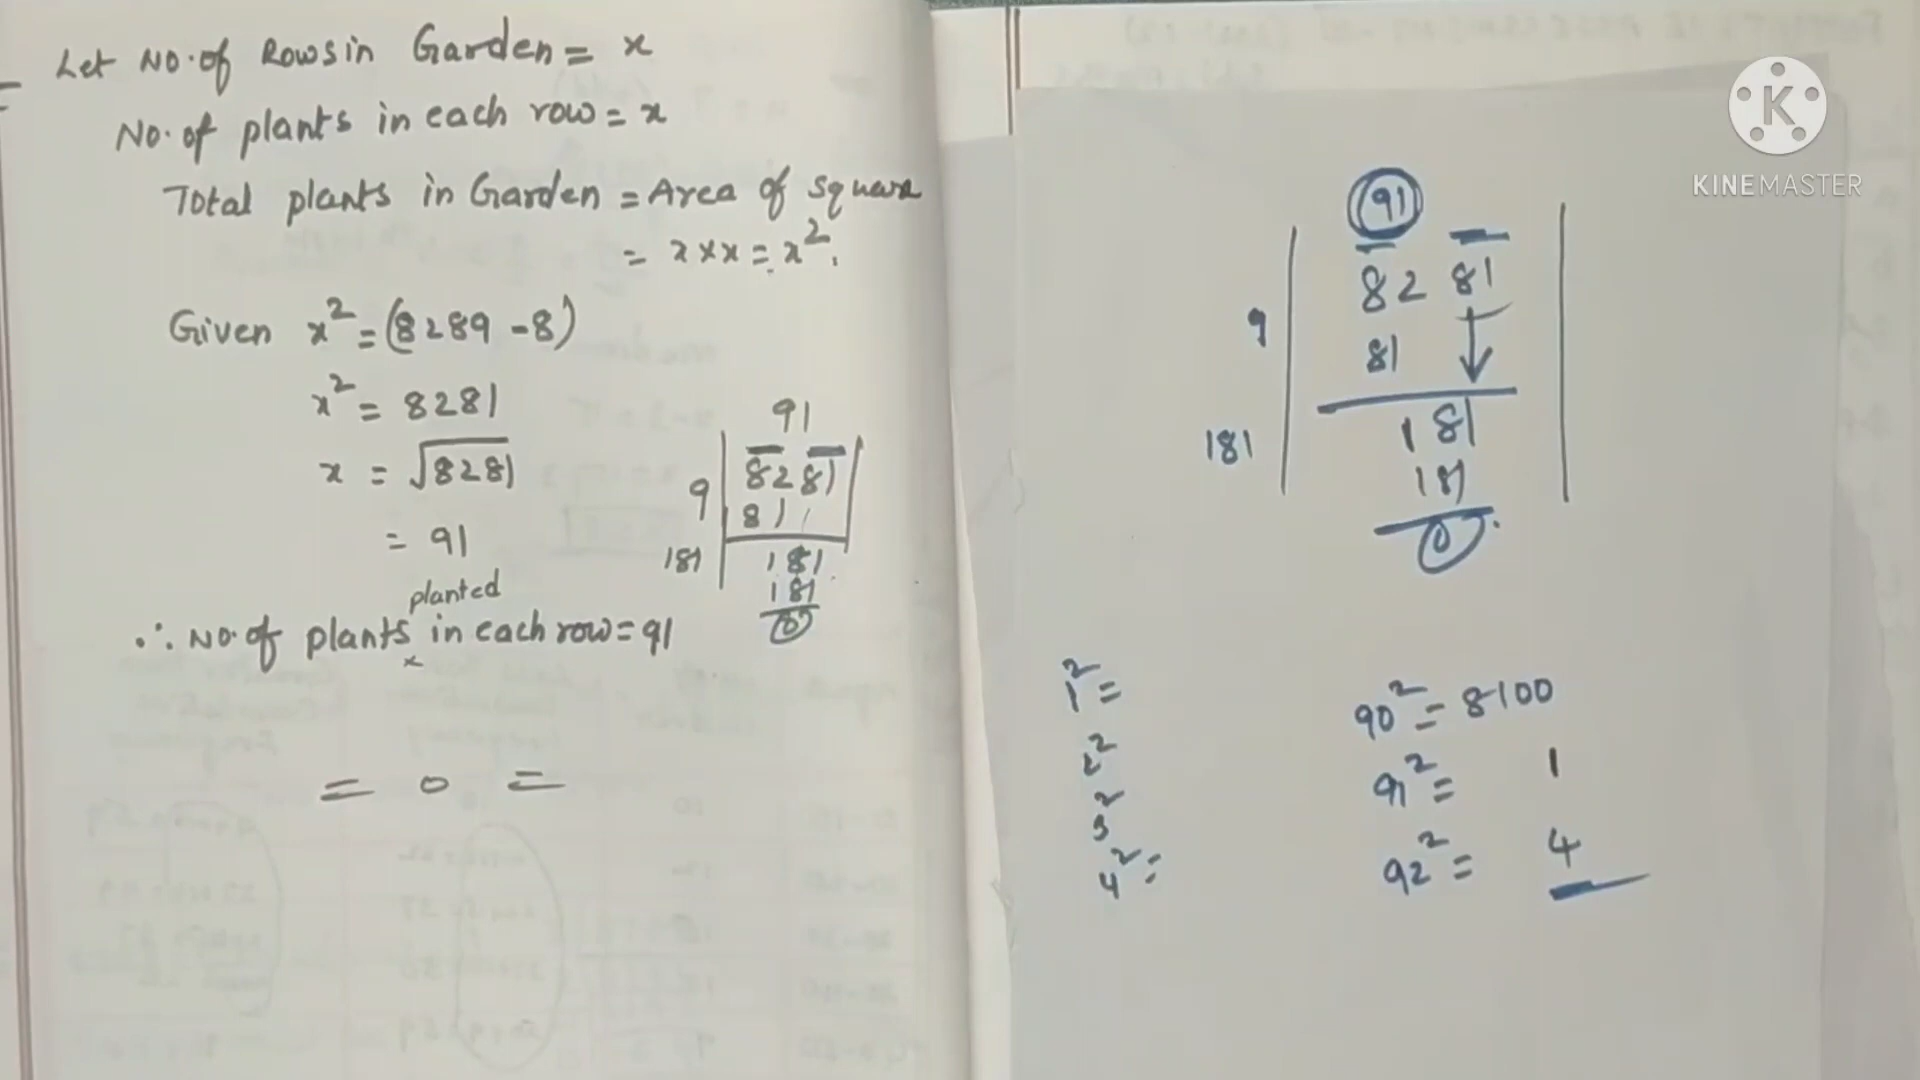 Let No. of Rows in Garden = x
No. of plants in each row = x
Total plants in Garden = Area of square
= x × x = x².
Given x² = (8289 - 8)
x² = 8281
x = √8281
= 91
planted
∴ No. of plants in each row = 91
x
= 0 =
91
9 8281
81
181 181
181
0
KINEMASTER
91
82 81
9 81
181 181
181
0
1² =
2²
3²
4² =
90² = 8100
91² = 1
92² = 4